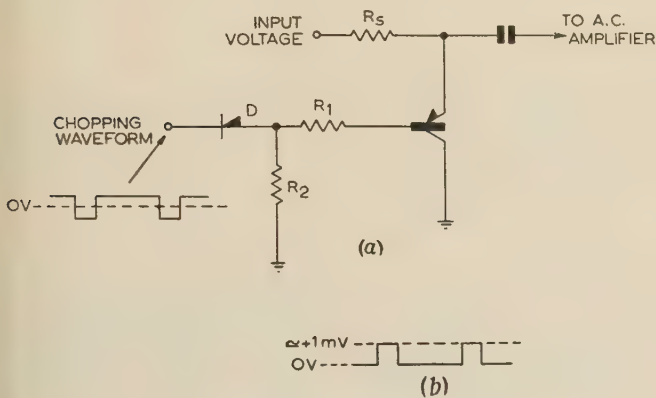 INPUT
VOLTAGE
Rs
TO A.C.
AMPLIFIER
CHOPPING
WAVEFORM
D
R1
R2
OV
(a)
≃+1mV
OV
(b)